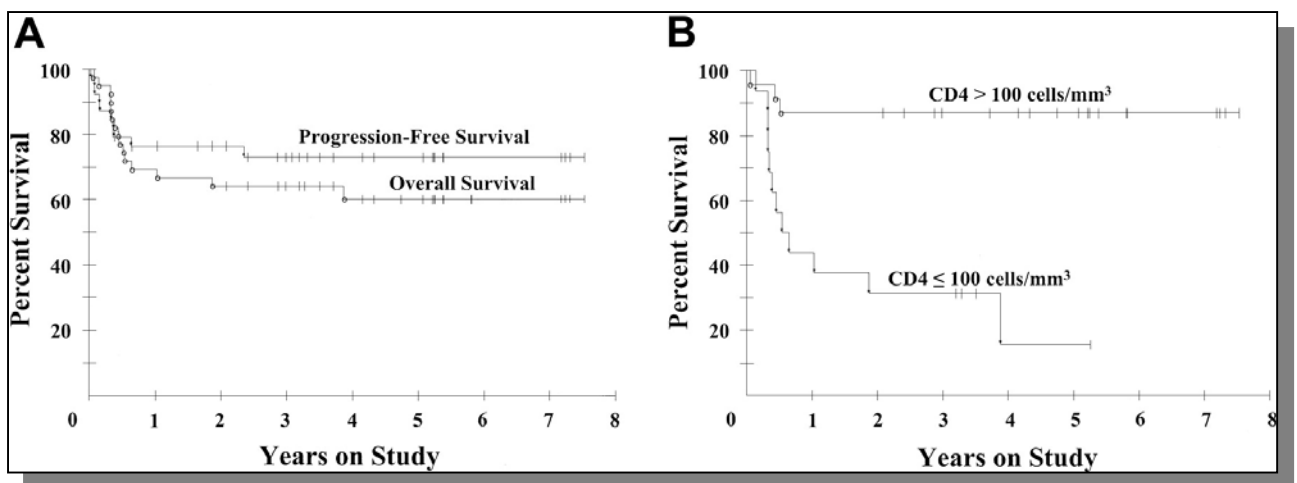 A
Percent Survival
100
80
60
40
20
Progression-Free Survival
Overall Survival
0 1 2 3 4 5 6 7 8
Years on Study
B
Percent Survival
100
80
60
40
20
CD4 > 100 cells/mm³
CD4 ≤ 100 cells/mm³
0 1 2 3 4 5 6 7 8
Years on Study